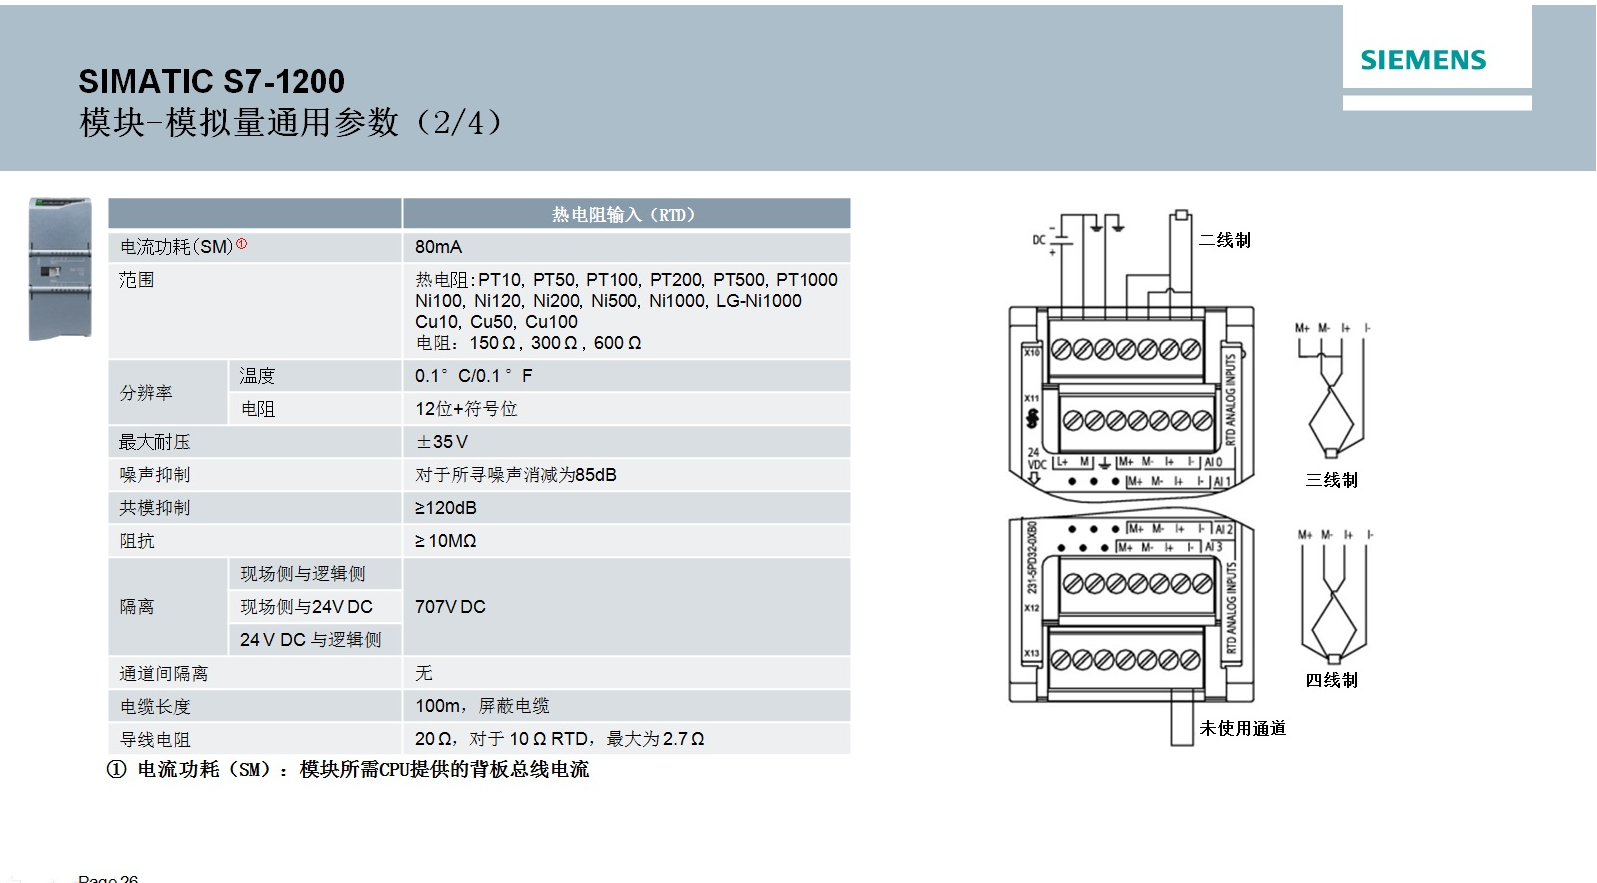 SIEMENS
SIMATIC S7-1200
模块-模拟量通用参数（2/4）
热电阻输入（RTD）
电流功耗(SM)① 80mA
范围 热电阻:PT10, PT50, PT100, PT200, PT500, PT1000
Ni100, Ni120, Ni200, Ni500, Ni1000, LG-Ni1000
Cu10, Cu50, Cu100
电阻：150Ω, 300Ω, 600Ω
分辨率 温度 0.1°C/0.1°F
电阻 12位+符号位
最大耐压 ±35V
噪声抑制 对于所寻噪声消减为85dB
共模抑制 ≥120dB
阻抗 ≥10MΩ
隔离 现场侧与逻辑侧 707V DC
现场侧与24V DC
24V DC 与逻辑侧
通道间隔离 无
电缆长度 100m，屏蔽电缆
导线电阻 20Ω，对于10ΩRTD，最大为2.7Ω
① 电流功耗（SM）：模块所需CPU提供的背板总线电流
DC - +
二线制
X10
X11
RTD ANALOG INPUTS
24
VDC
L+ M M+ M- I+ I- AI 0
M+ M- I+ I- AI 1
M+ M- I+ I- AI 2
M+ M- I+ I- AI 3
231-5PD32-0XB0
X12
X13
RTD ANALOG INPUTS
未使用通道
M+ M- I+ I-
三线制
M+ M- I+ I-
四线制
Page 26